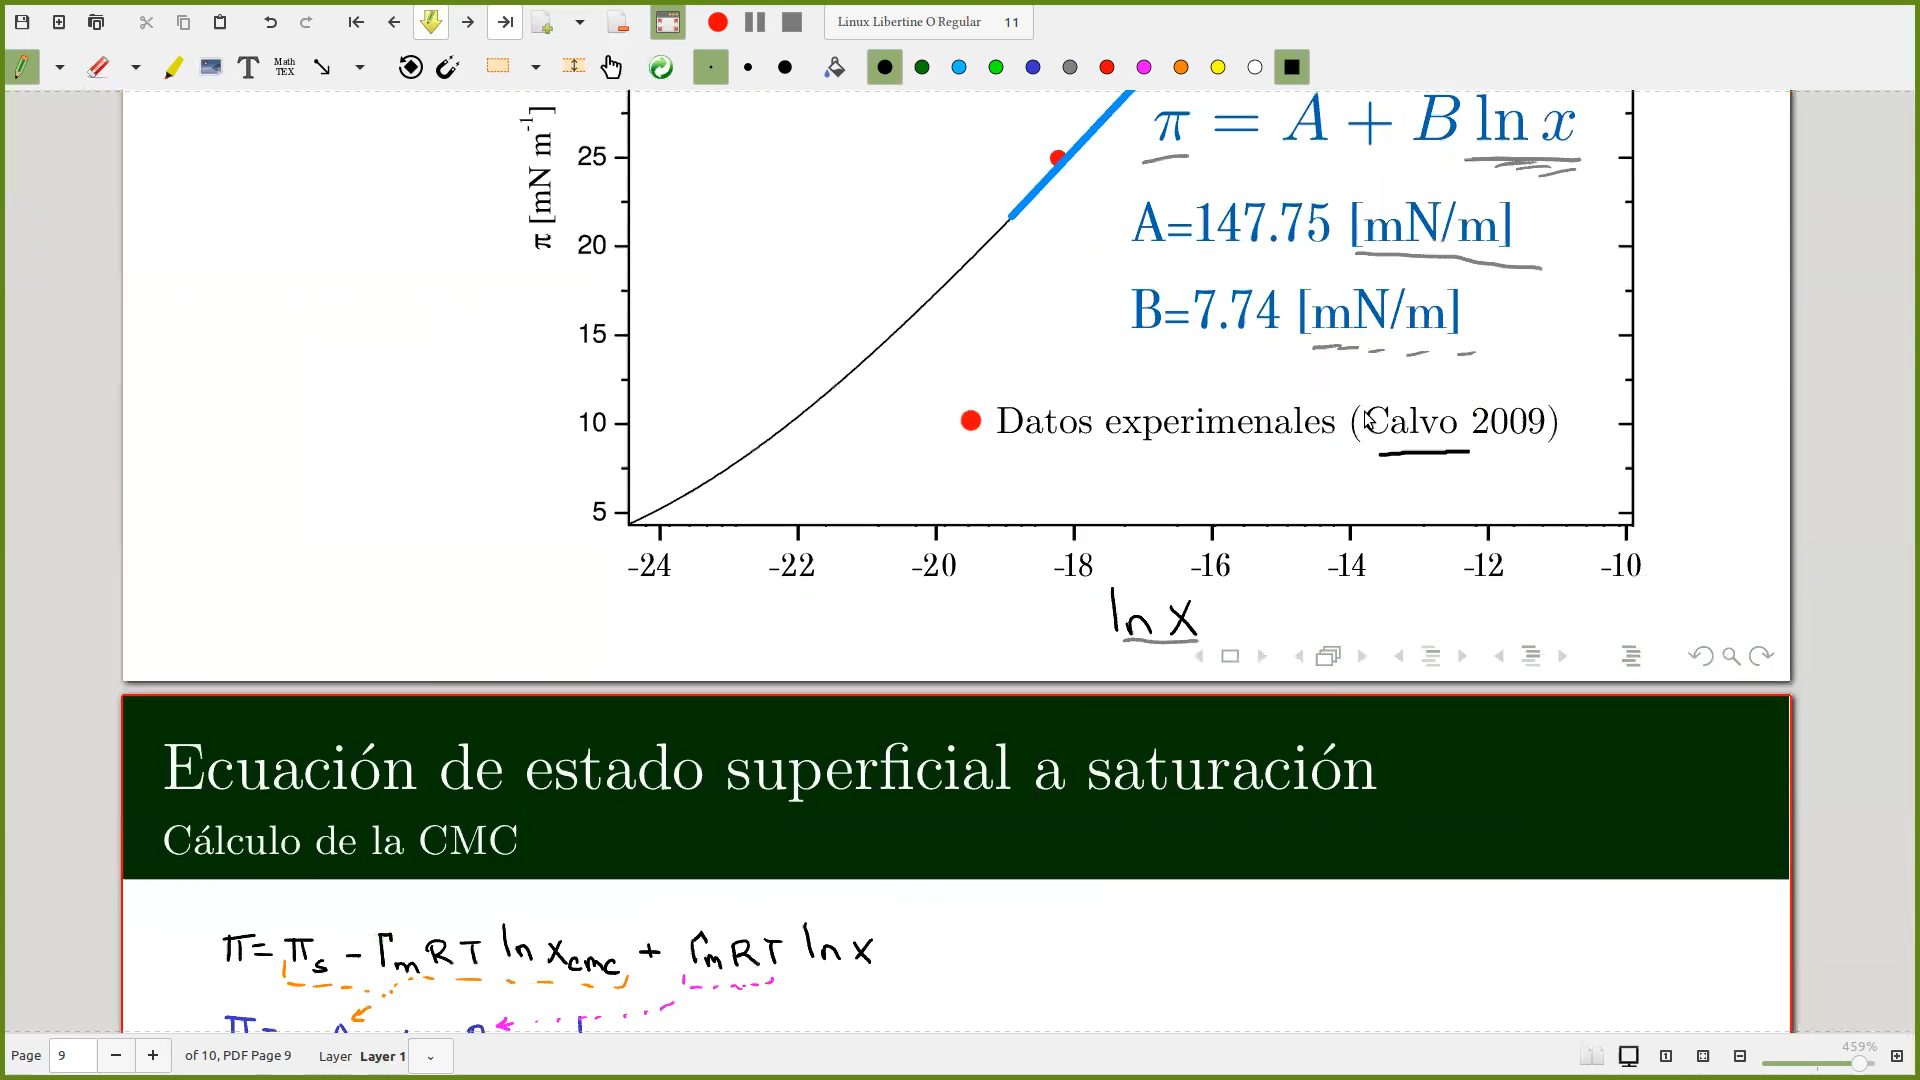 Linux Libertine O Regular 11
Math
TEX
π [mN m-1]
25
20
15
10
5
π = A + B ln x
A=147.75 [mN/m]
B=7.74 [mN/m]
Datos experimenales (Calvo 2009)
-24 -22 -20 -18 -16 -14 -12 -10
ln x
Ecuación de estado superficial a saturación
Cálculo de la CMC
π = πs - Γm R T ln xcmc + Γm R T ln x
Page 9 of 10, PDF Page 9 Layer Layer 1
459%